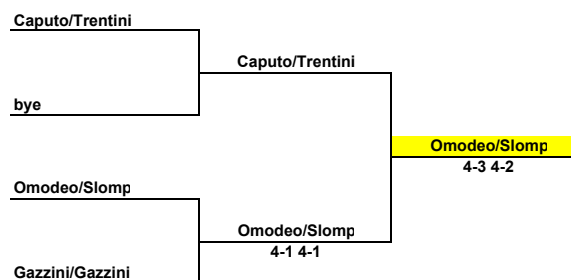 Caputo/Trentini
Caputo/Trentini
bye
Omodeo/Slomp
4-3 4-2
Omodeo/Slomp
Omodeo/Slomp
4-1 4-1
Gazzini/Gazzini